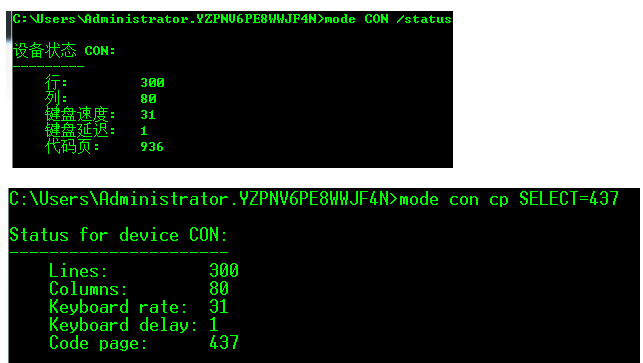 C:\Users\Administrator.YZPNV6PE8WWJF4N>mode CON /status
设备状态 CON:
---------
行: 300
列: 80
键盘速度: 31
键盘延迟: 1
代码页: 936
C:\Users\Administrator.YZPNV6PE8WWJF4N>mode con cp SELECT=437
Status for device CON:
----------------------
Lines: 300
Columns: 80
Keyboard rate: 31
Keyboard delay: 1
Code page: 437